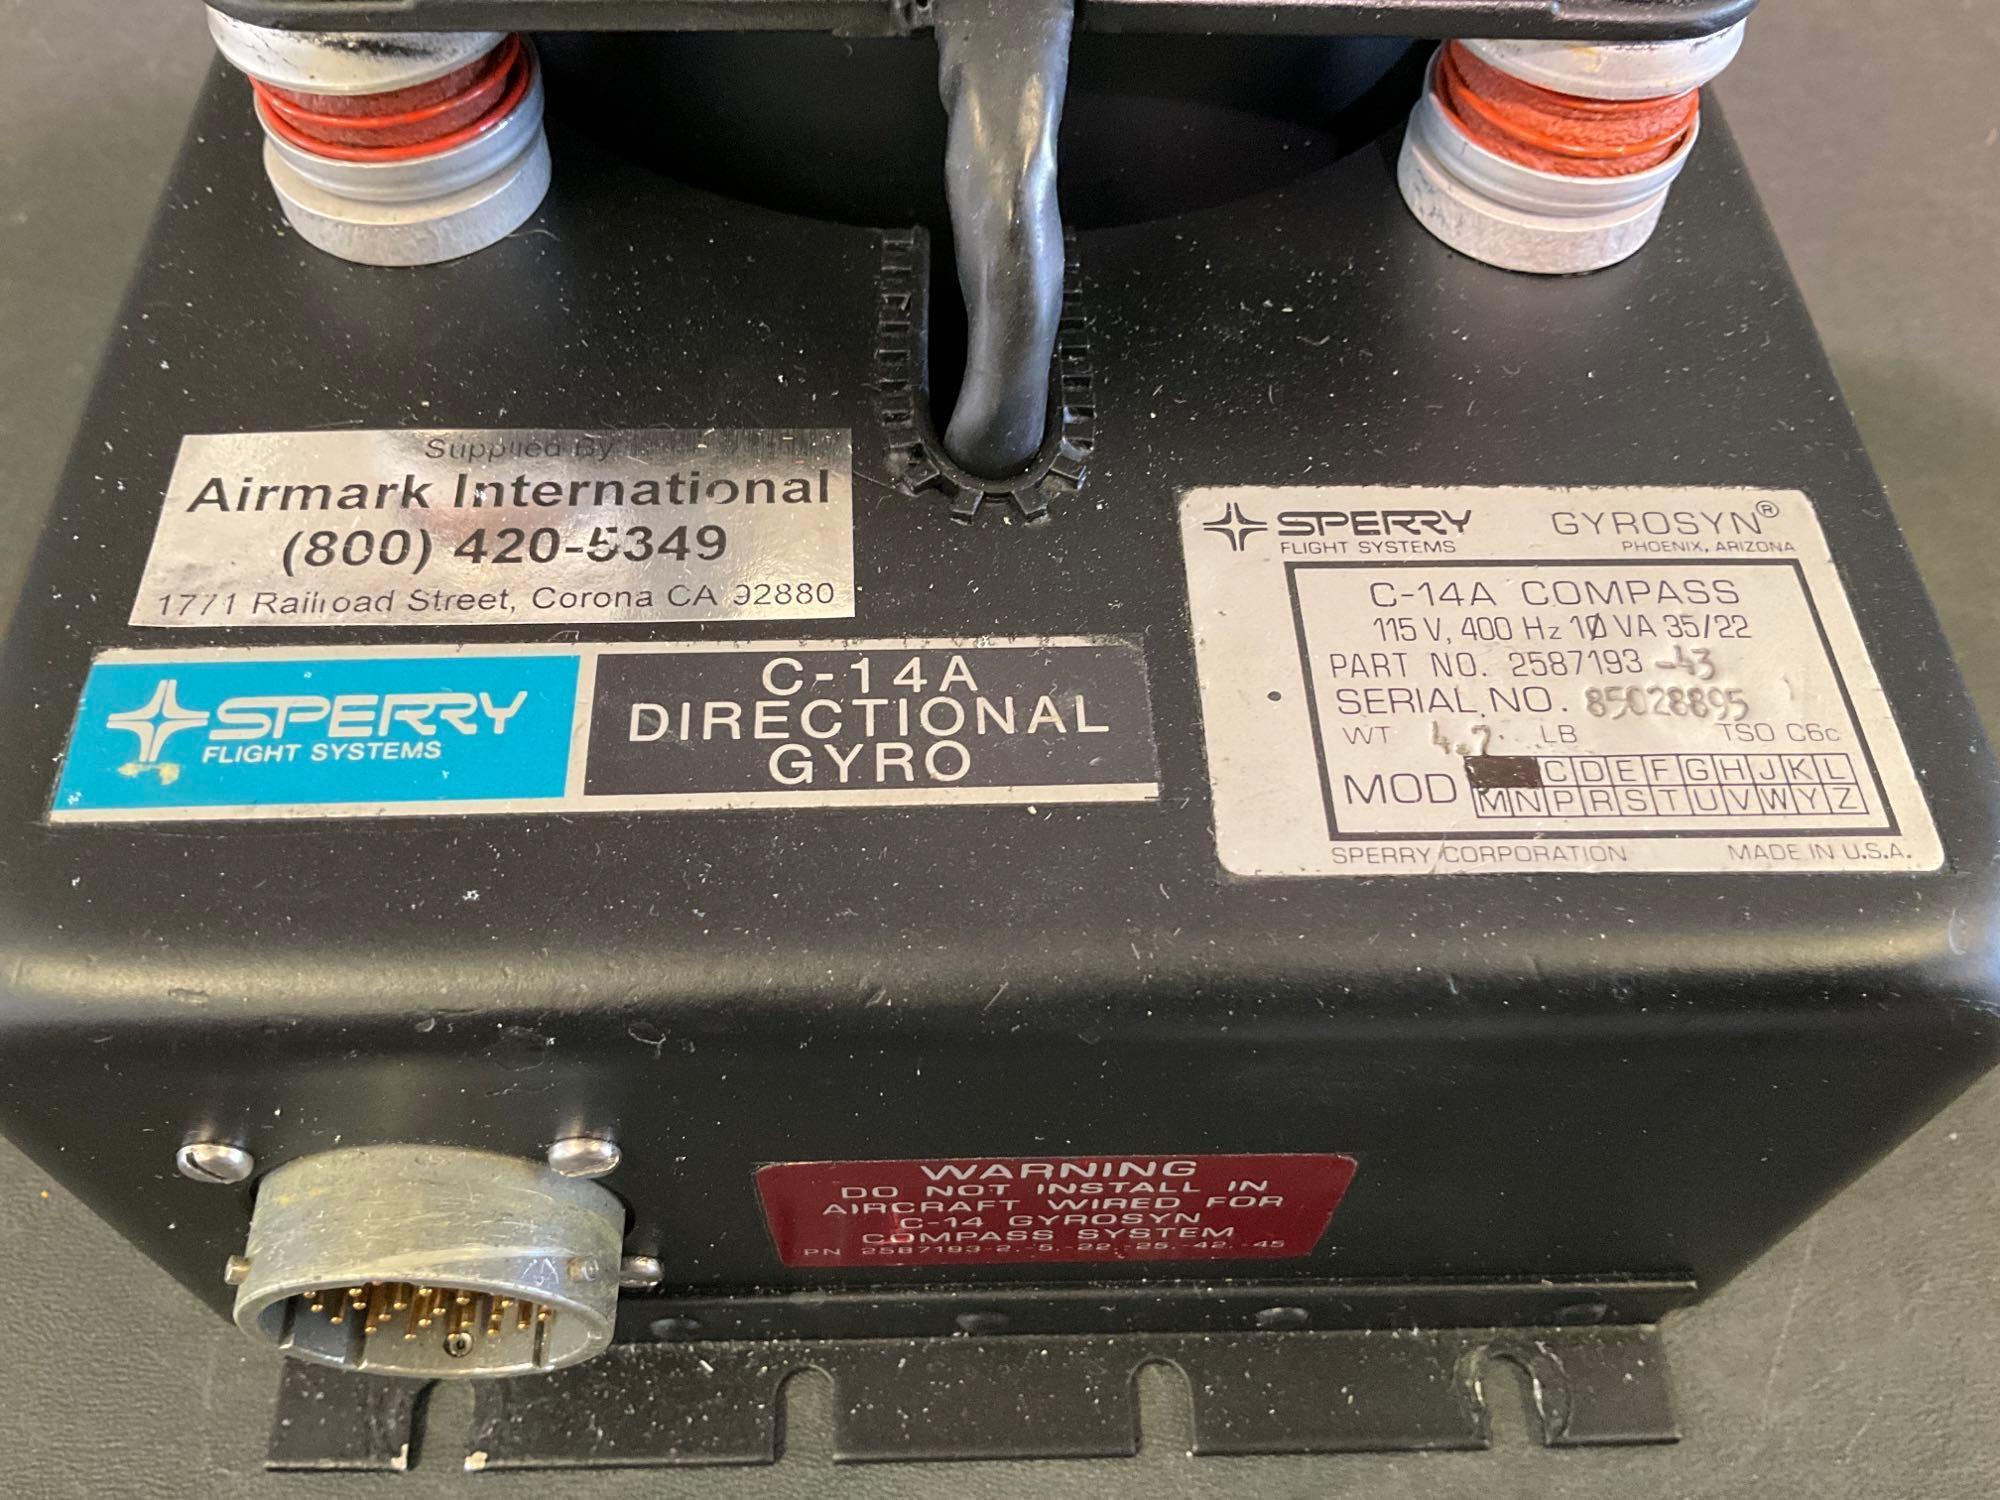 Supplied By
Airmark International
(800) 420-5349
1771 Railroad Street, Corona CA 92880
SPERRY
FLIGHT SYSTEMS
C-14A
DIRECTIONAL
GYRO
SPERRY GYROSYN®
FLIGHT SYSTEMS PHOENIX, ARIZONA
C-14A COMPASS
115 V, 400 Hz 1Ø VA 35/22
PART NO. 2587193 -43
SERIAL NO. 85028895
WT 4.7 LB TSO C6c
MOD C D E F G H J K L
M N P R S T U V W Y Z
SPERRY CORPORATION MADE IN U.S.A.
WARNING
DO NOT INSTALL IN
AIRCRAFT WIRED FOR
C-14 GYROSYN
COMPASS SYSTEM
PN 2587193-2, -5, -22, -25, -42, -45